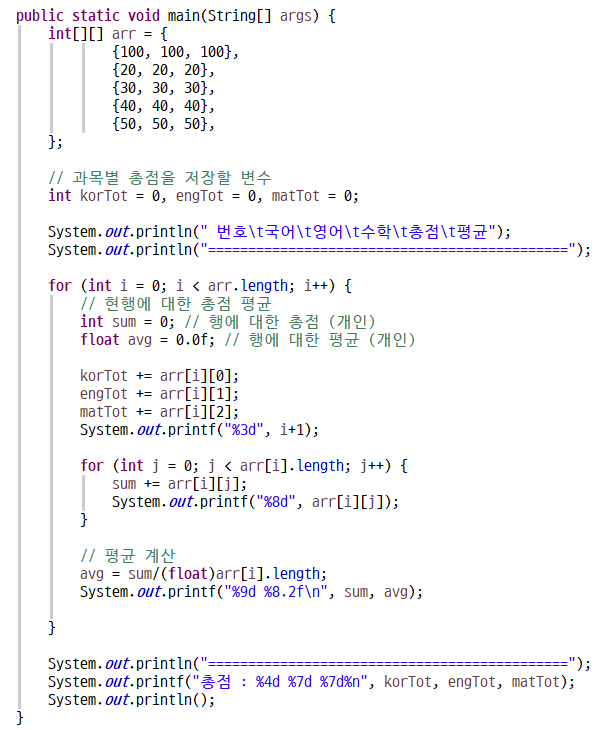 public static void main(String[] args) {
int[][] arr = {
{100, 100, 100},
{20, 20, 20},
{30, 30, 30},
{40, 40, 40},
{50, 50, 50},
};
// 과목별 총점을 저장할 변수
int korTot = 0, engTot = 0, matTot = 0;
System.out.println(" 번호\t국어\t영어\t수학\t총점\t평균");
System.out.println("=============================================");
for (int i = 0; i < arr.length; i++) {
// 현행에 대한 총점 평균
int sum = 0; // 행에 대한 총점 (개인)
float avg = 0.0f; // 행에 대한 평균 (개인)
korTot += arr[i][0];
engTot += arr[i][1];
matTot += arr[i][2];
System.out.printf("%3d", i+1);
for (int j = 0; j < arr[i].length; j++) {
sum += arr[i][j];
System.out.printf("%8d", arr[i][j]);
}
// 평균 계산
avg = sum/(float)arr[i].length;
System.out.printf("%9d %8.2f\n", sum, avg);
}
System.out.println("=============================================");
System.out.printf("총점 : %4d %7d %7d%n", korTot, engTot, matTot);
System.out.println();
}